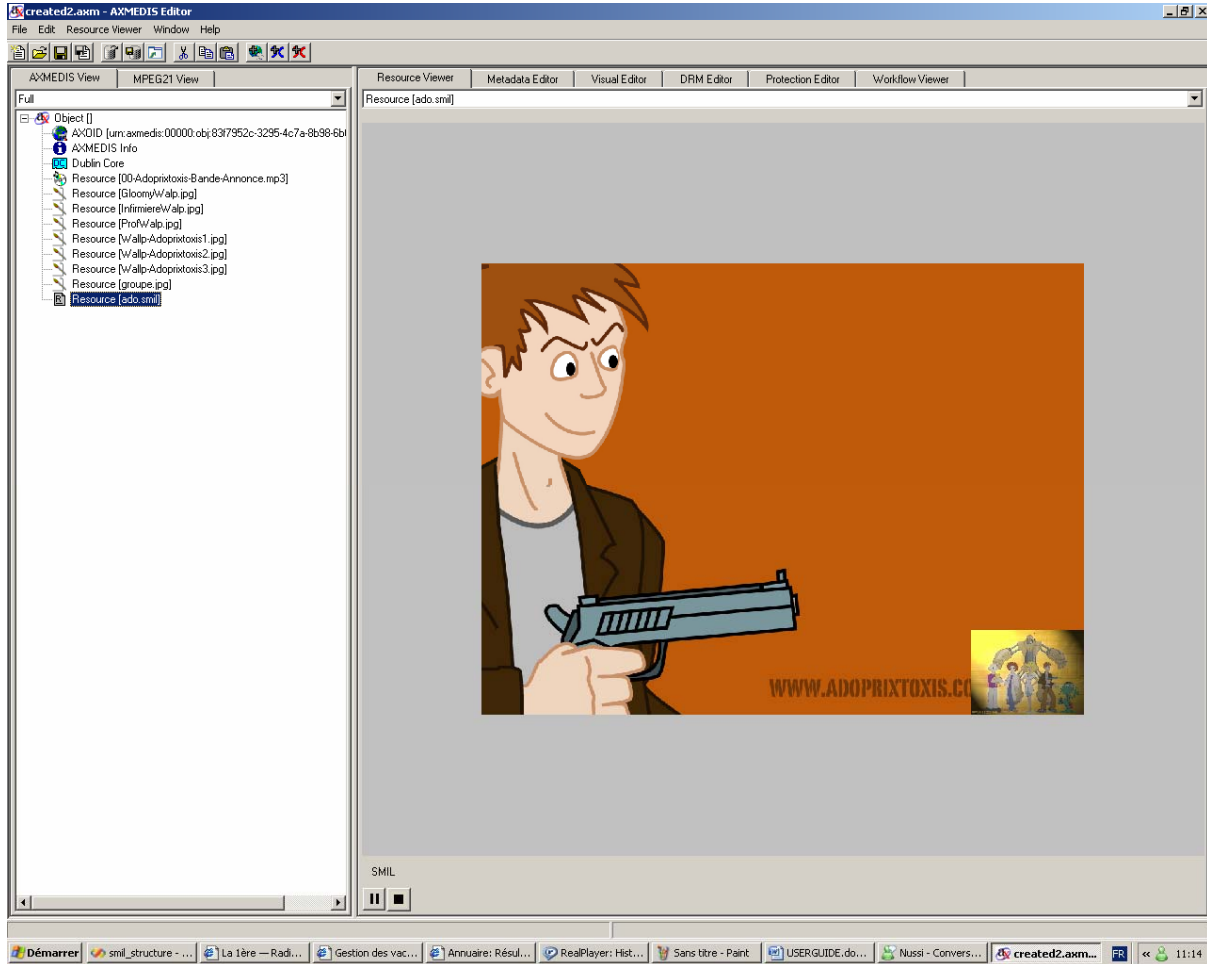 created2.axm - AXMEDIS Editor
File Edit Resource Viewer Window Help
AXMEDIS View MPEG21 View
Full
Object []
AXOID [urn:axmedis:00000:obj:83f7952c-3295-4c7a-8b98-6b
AXMEDIS Info
Dublin Core
Resource [00-Adoprixtoxis-Bande-Annonce.mp3]
Resource [GloomyWalp.jpg]
Resource [InfirmiereWalp.jpg]
Resource [ProfWalp.jpg]
Resource [Wallp-Adoprixtoxis1.jpg]
Resource [Wallp-Adoprixtoxis2.jpg]
Resource [Wallp-Adoprixtoxis3.jpg]
Resource [groupe.jpg]
Resource [ado.smil]
Resource Viewer Metadata Editor Visual Editor DRM Editor Protection Editor Workflow Viewer
Resource [ado.smil]
WWW.ADOPRIXTOXIS.CO
SMIL
Démarrer smil_structure - ... La 1ère — Radi... Gestion des vac... Annuaire: Résul... RealPlayer: Hist... Sans titre - Paint USERGUIDE.do... Nussi - Convers... created2.axm... FR « 11:14